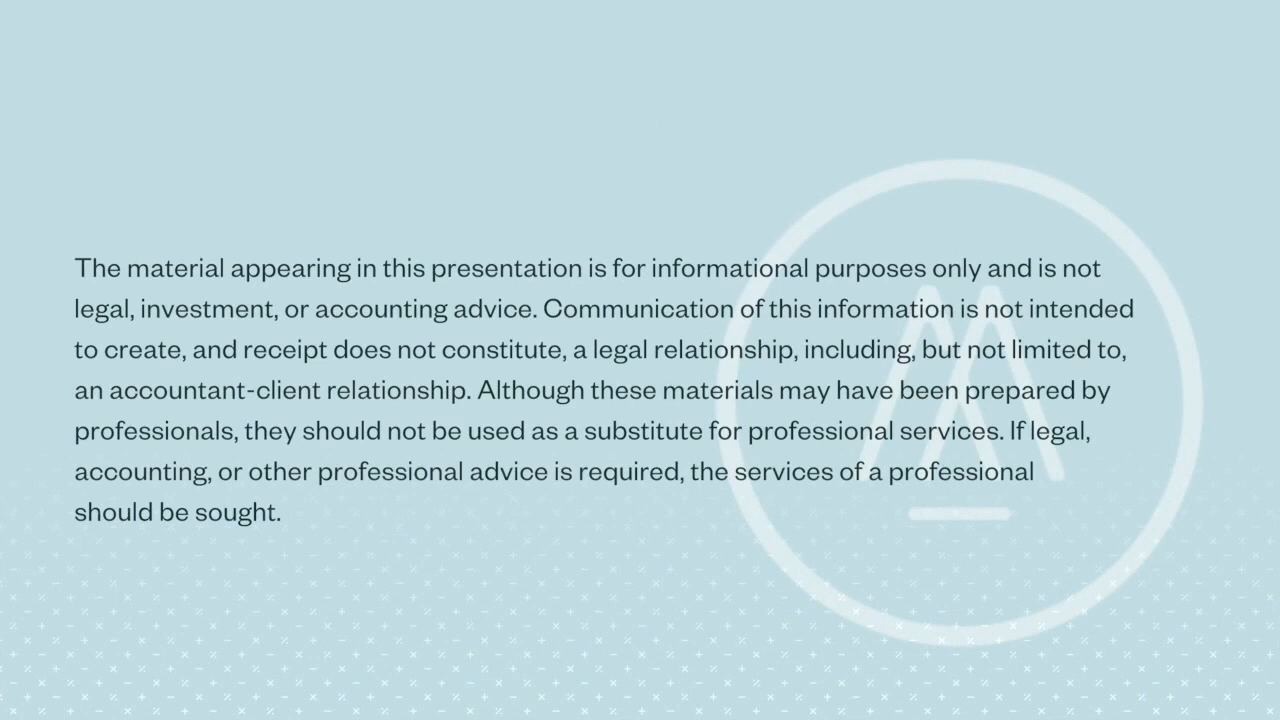 The material appearing in this presentation is for informational purposes only and is not
legal, investment, or accounting advice. Communication of this information is not intended
to create, and receipt does not constitute, a legal relationship, including, but not limited to,
an accountant-client relationship. Although these materials may have been prepared by
professionals, they should not be used as a substitute for professional services. If legal,
accounting, or other professional advice is required, the services of a professional
should be sought.